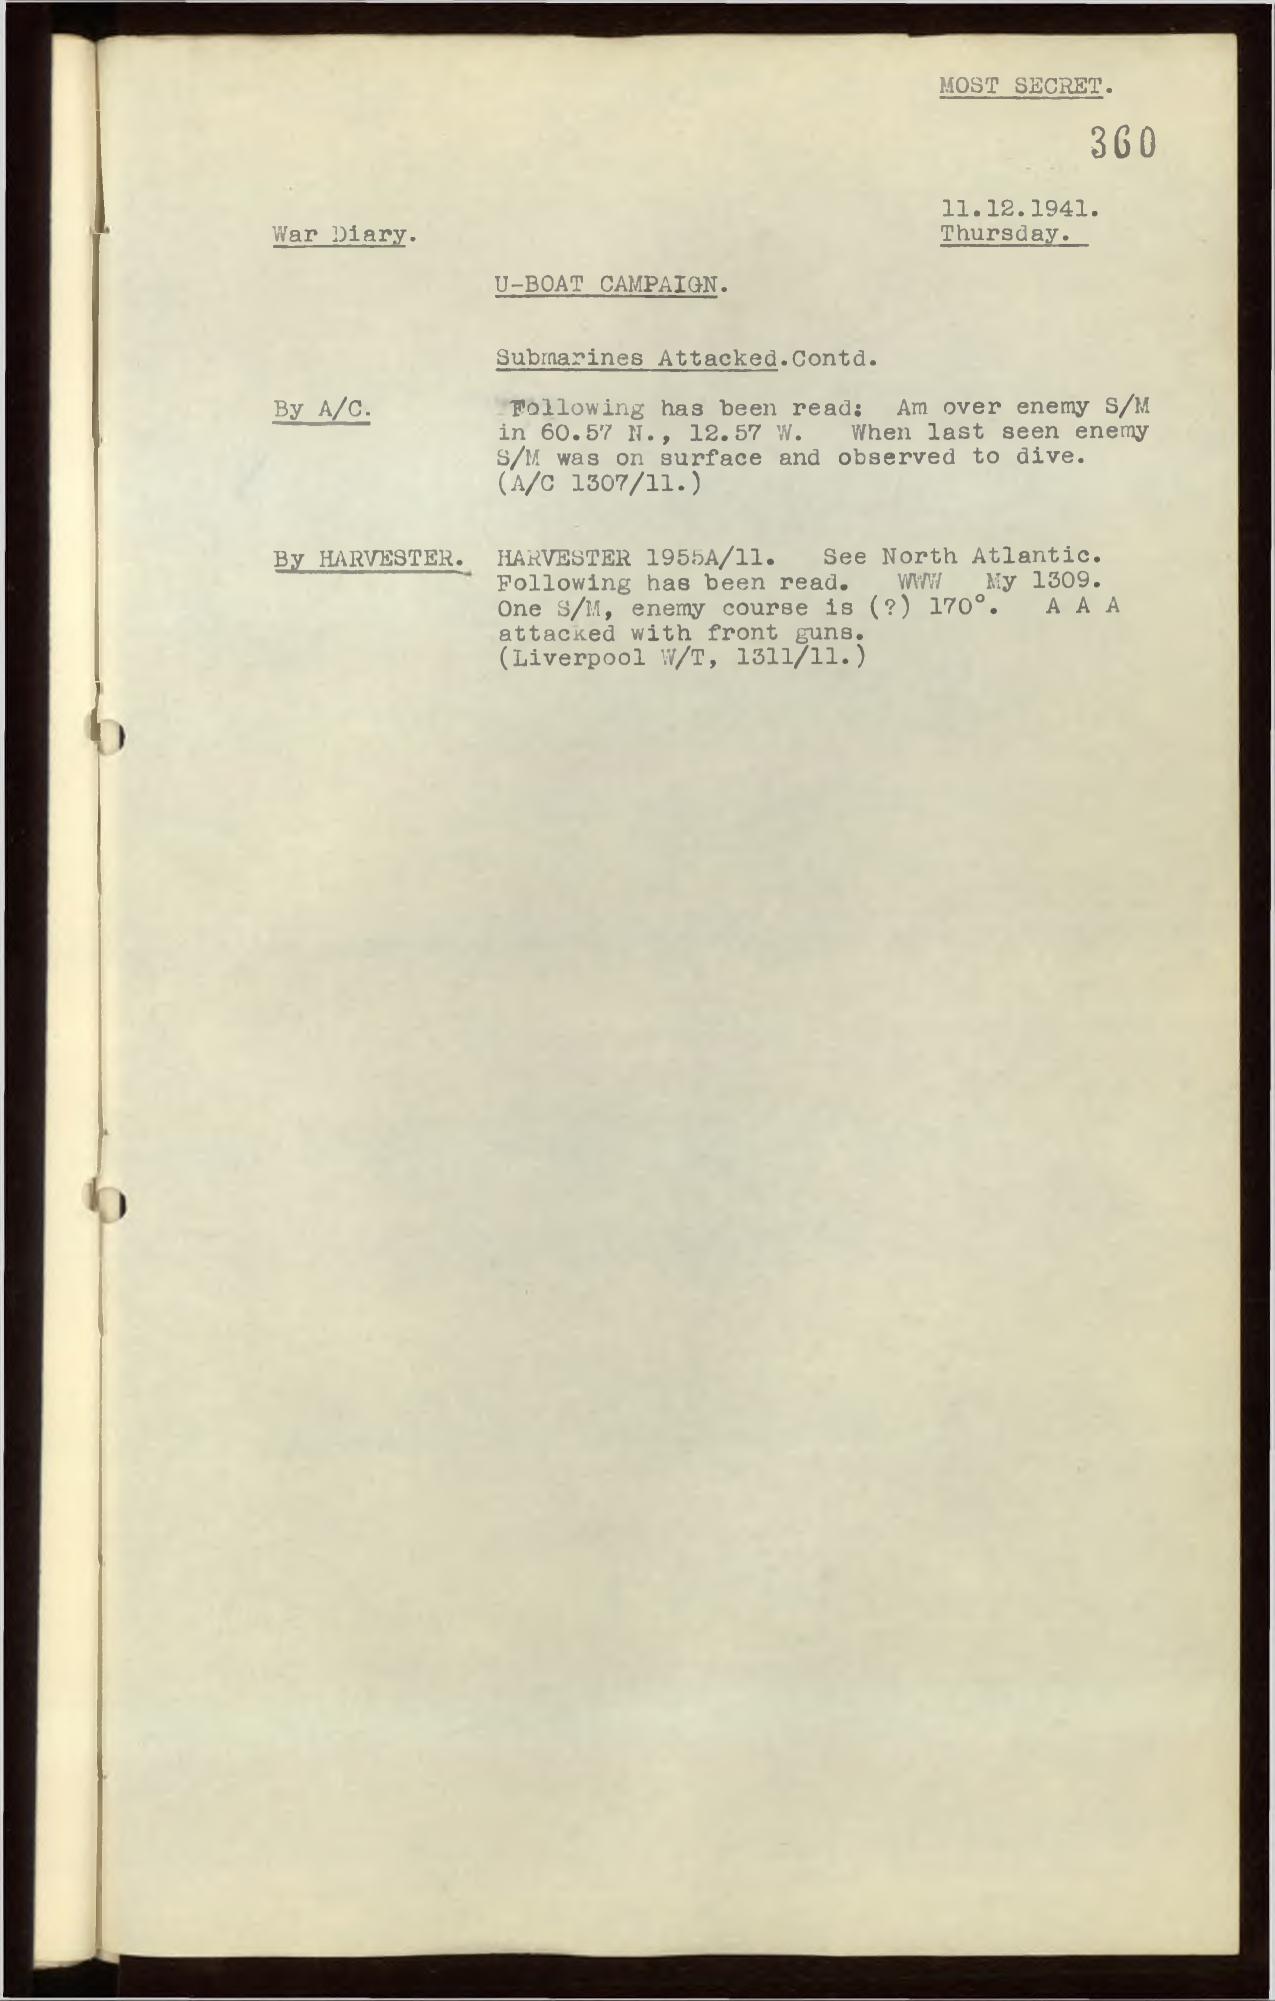 MOST SECRET.
360
11.12.1941.
War Diary.
Thursday.
U-BOAT CAMPAIGN.
Submarines Attacked.Contd.
By A/C.
Following has been read: Am over enemy S/M
in 60.57 N., 12.57 W. When last seen enemy
S/M was on surface and observed to dive.
(A/C 1307/11.)
By HARVESTER.
HARVESTER 1955A/11. See North Atlantic.
Following has been read. WWW My 1309.
One S/M, enemy course is (?) 170°. A A A
attacked with front guns.
(Liverpool W/T, 1311/11.)